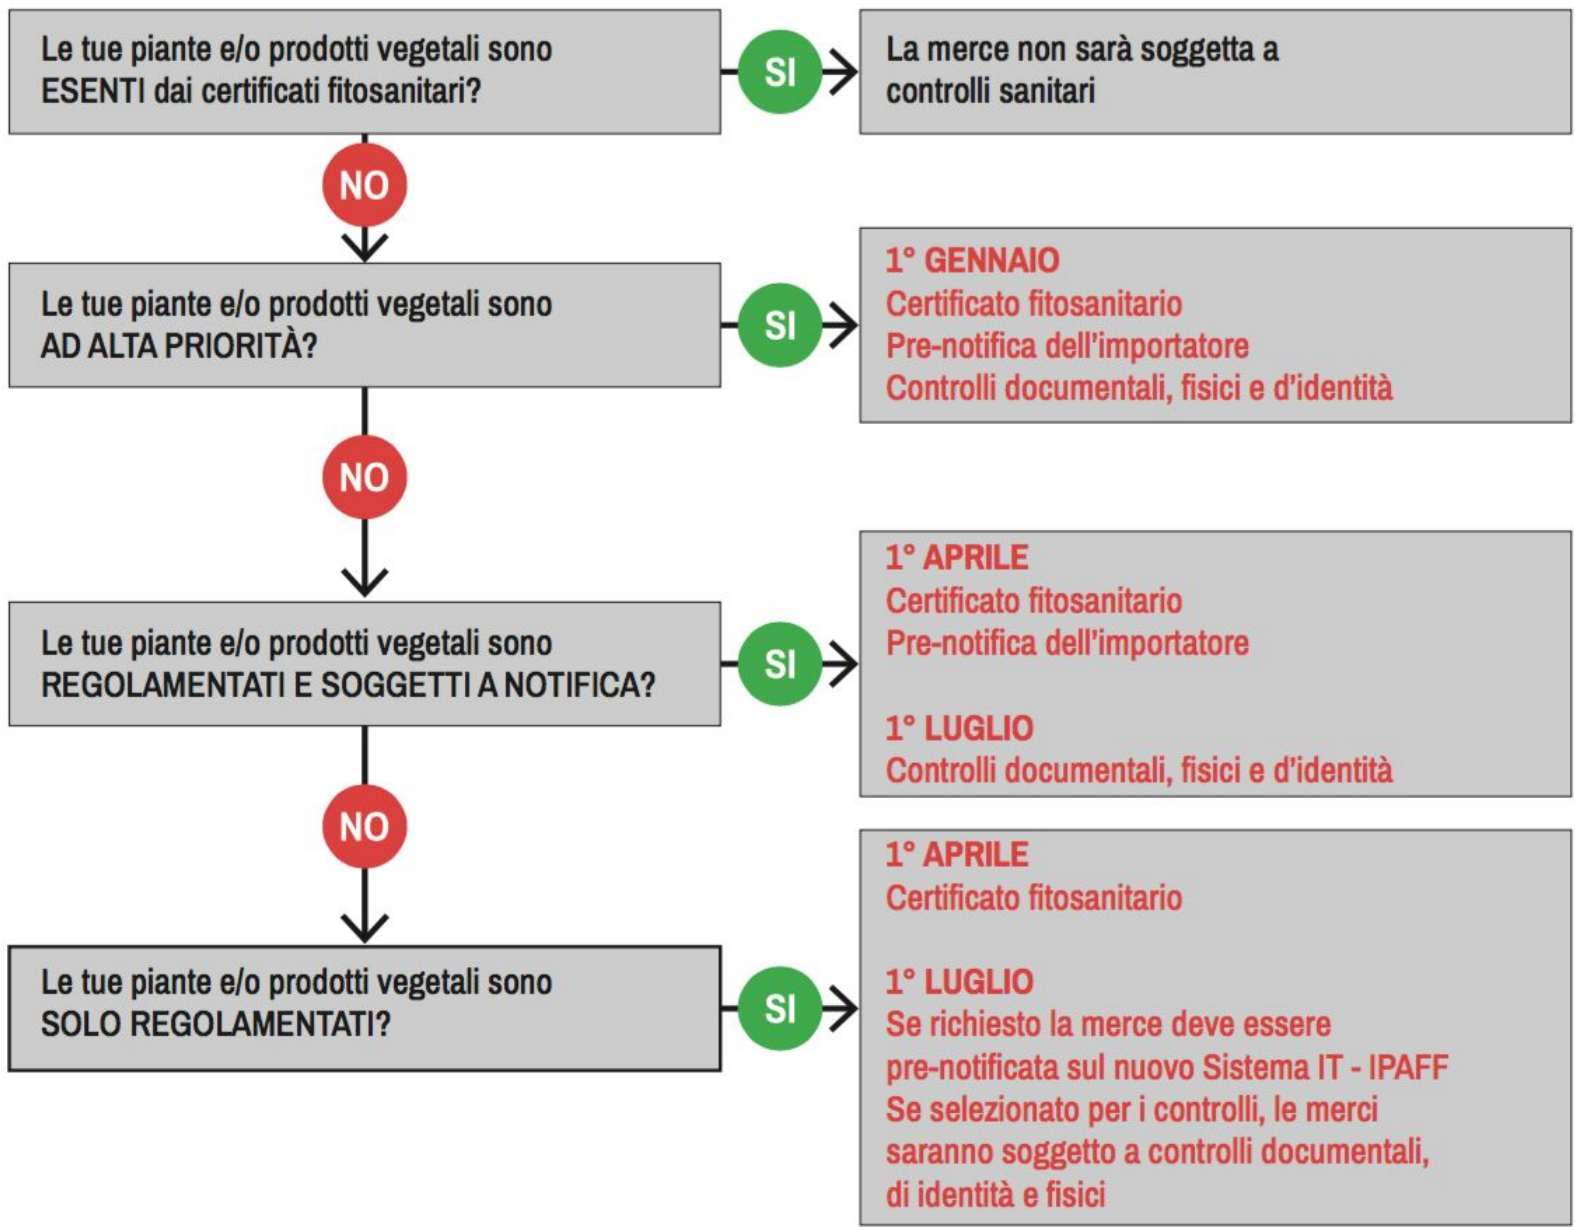 Le tue piante e/o prodotti vegetali sono
ESENTI dai certificati fitosanitari?
SI
La merce non sarà soggetta a
controlli sanitari
NO
Le tue piante e/o prodotti vegetali sono
AD ALTA PRIORITÀ?
SI
1° GENNAIO
Certificato fitosanitario
Pre-notifica dell'importatore
Controlli documentali, fisici e d'identità
NO
Le tue piante e/o prodotti vegetali sono
REGOLAMENTATI E SOGGETTI A NOTIFICA?
SI
1° APRILE
Certificato fitosanitario
Pre-notifica dell'importatore
1° LUGLIO
Controlli documentali, fisici e d'identità
NO
Le tue piante e/o prodotti vegetali sono
SOLO REGOLAMENTATI?
SI
1° APRILE
Certificato fitosanitario
1° LUGLIO
Se richiesto la merce deve essere
pre-notificata sul nuovo Sistema IT - IPAFF
Se selezionato per i controlli, le merci
saranno soggetto a controlli documentali,
di identità e fisici